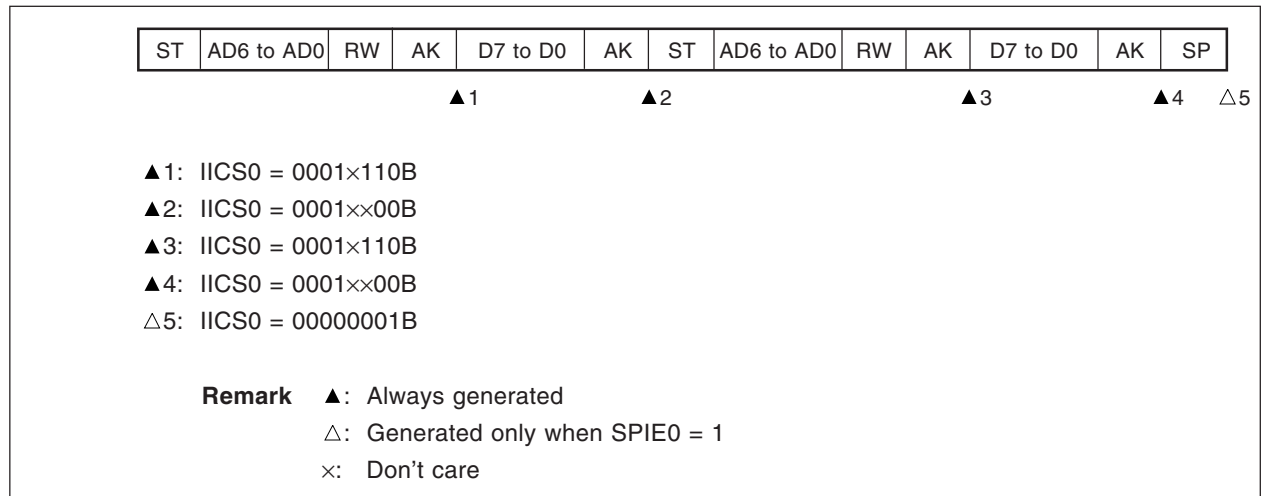 ST AD6 to AD0 RW AK D7 to D0 AK ST AD6 to AD0 RW AK D7 to D0 AK SP
▲1 ▲2 ▲3 ▲4 △5
▲1: IICS0 = 0001×110B
▲2: IICS0 = 0001××00B
▲3: IICS0 = 0001×110B
▲4: IICS0 = 0001××00B
△5: IICS0 = 00000001B
Remark ▲: Always generated
△: Generated only when SPIE0 = 1
×: Don't care